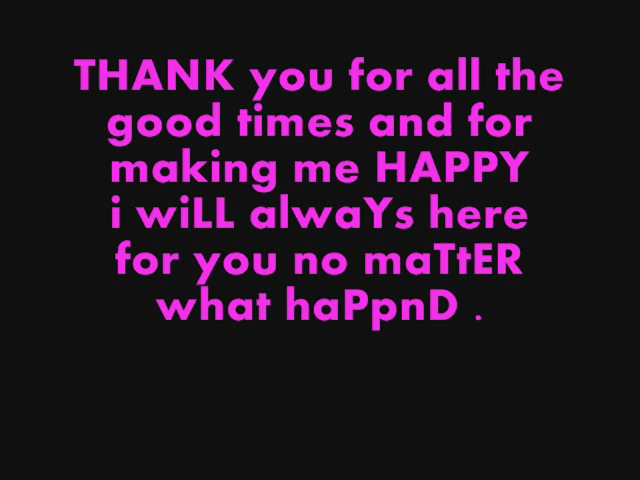 THANK you for all the
good times and for
making me HAPPY
i wiLL alwaYs here
for you no maTtER
what haPpnD .